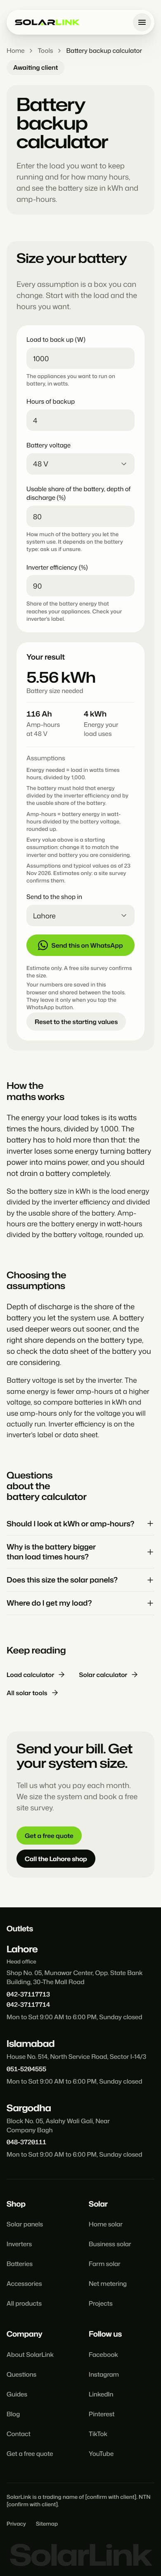 SOLARLINK
Home > Tools > Battery backup calculator
Awaiting client
Battery
backup
calculator
Enter the load you want to keep
running and for how many hours,
and see the battery size in kWh and
amp-hours.
Size your battery
Every assumption is a box you can
change. Start with the load and the
hours you want.
Load to back up (W)
1000
The appliances you want to run on
battery, in watts.
Hours of backup
4
Battery voltage
48 V
Usable share of the battery, depth of
discharge (%)
80
How much of the battery you let the
system use. It depends on the battery
type: ask us if unsure.
Inverter efficiency (%)
90
Share of the battery energy that
reaches your appliances. Check your
inverter's label.
Your result
5.56 kWh
Battery size needed
116 Ah
Amp-hours
at 48 V
4 kWh
Energy your
load uses
Assumptions
Energy needed = load in watts times
hours, divided by 1,000.
The battery must hold that energy
divided by the inverter efficiency and by
the usable share of the battery.
Amp-hours = battery energy in watt-
hours divided by the battery voltage,
rounded up.
Every value above is a starting
assumption: change it to match the
inverter and battery you are considering.
Assumptions and typical values as of 23
Nov 2026. Estimates only: a site survey
confirms them.
Send to the shop in
Lahore
Send this on WhatsApp
Estimate only. A free site survey confirms
the size.
Your numbers are saved in this
browser and shared between the tools.
They leave it only when you tap the
WhatsApp button.
Reset to the starting values
How the
maths works
The energy your load takes is its watts
times the hours, divided by 1,000. The
battery has to hold more than that: the
inverter loses some energy turning battery
power into mains power, and you should
not drain a battery completely.
So the battery size in kWh is the load energy
divided by the inverter efficiency and divided
by the usable share of the battery. Amp-
hours are the energy in watt-hours
divided by the battery voltage, rounded up.
Choosing the
assumptions
Depth of discharge is the share of the
battery you let the system use. A battery
used deeper wears out sooner, and the
right share depends on the battery type,
so check the data sheet of the battery you
are considering.
Battery voltage is set by the inverter. The
same energy is fewer amp-hours at a higher
voltage, so compare batteries in kWh and
use amp-hours only for the voltage you will
actually run. Inverter efficiency is on the
inverter's label or data sheet.
Questions
about the
battery calculator
Should I look at kWh or amp-hours?
Why is the battery bigger
than load times hours?
Does this size the solar panels?
Where do I get my load?
Keep reading
Load calculator →
Solar calculator →
All solar tools →
Send your bill. Get
your system size.
Tell us what you pay each month.
We size the system and book a free
site survey.
Get a free quote
Call the Lahore shop
Outlets
Lahore
Head office
Shop No. 05, Munawar Center, Opp. State Bank
Building, 30-The Mall Road
042-37117713
042-37117714
Mon to Sat 9:00 AM to 6:00 PM, Sunday closed
Islamabad
House No. 514, North Service Road, Sector I-14/3
051-5204555
Mon to Sat 9:00 AM to 6:00 PM, Sunday closed
Sargodha
Block No. 05, Aslahy Wali Gali, Near
Company Bagh
048-3720111
Mon to Sat 9:00 AM to 6:00 PM, Sunday closed
Shop
Solar panels
Inverters
Batteries
Accessories
All products
Solar
Home solar
Business solar
Farm solar
Net metering
Projects
Company
About SolarLink
Questions
Guides
Blog
Contact
Get a free quote
Follow us
Facebook
Instagram
LinkedIn
Pinterest
TikTok
YouTube
SolarLink is a trading name of [confirm with client]. NTN
[confirm with client].
Privacy
Sitemap
SolarLink